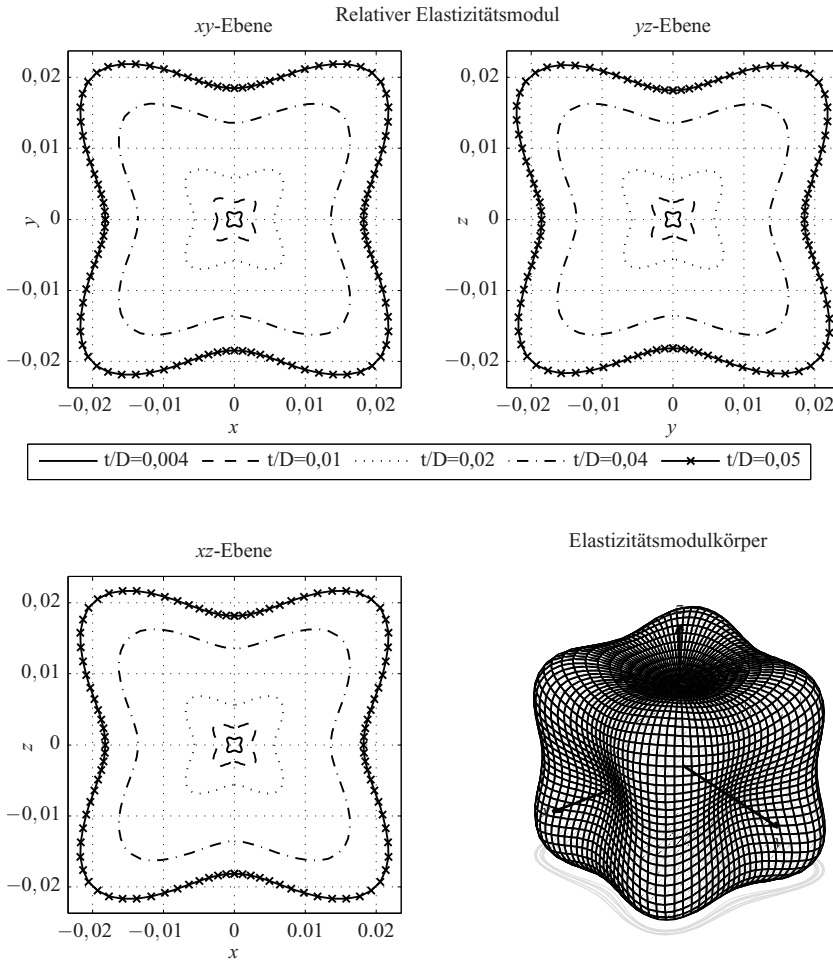 Relativer Elastizitätsmodul
xy-Ebene
yz-Ebene
0,02
0,01
0
−0,01
−0,02
y
−0,02 −0,01 0 0,01 0,02
x
0,02
0,01
0
−0,01
−0,02
z
−0,02 −0,01 0 0,01 0,02
y
t/D=0,004 t/D=0,01 t/D=0,02 t/D=0,04 t/D=0,05
xz-Ebene
Elastizitätsmodulkörper
0,02
0,01
0
−0,01
−0,02
z
−0,02 −0,01 0 0.01 0.02
x